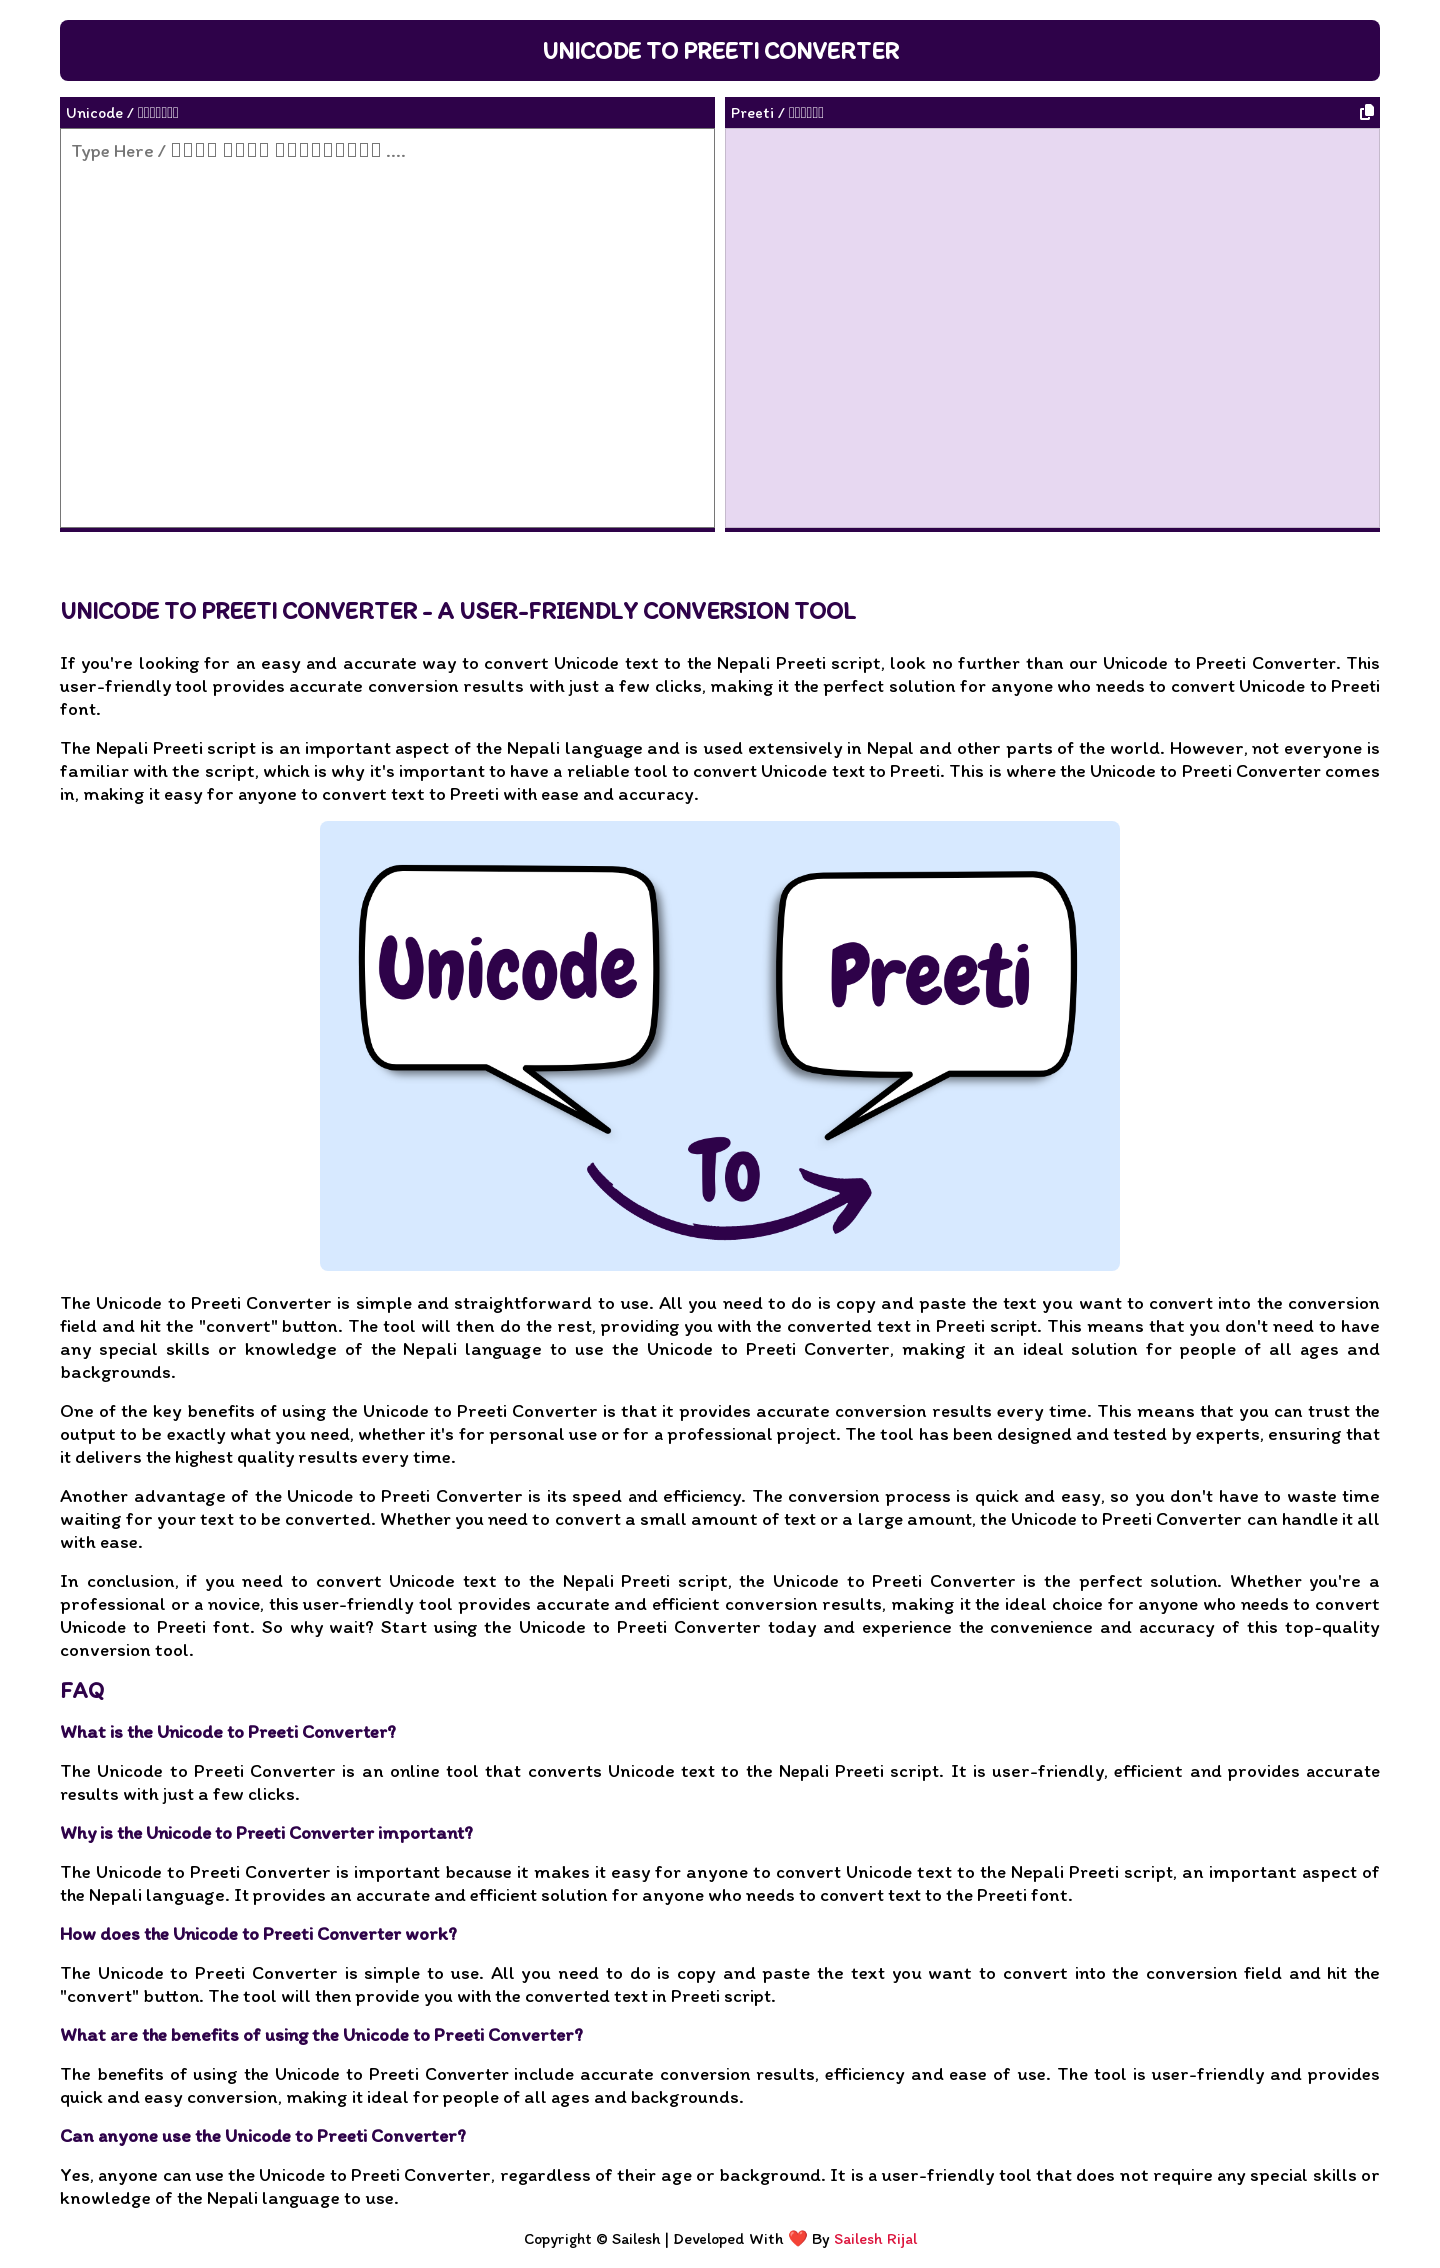 UNICODE TO PREETI CONVERTER
Unicode /
Preeti /
Type Here / ....
UNICODE TO PREETI CONVERTER - A USER-FRIENDLY CONVERSION TOOL
If you're looking for an easy and accurate way to convert Unicode text to the Nepali Preeti script, look no further than our Unicode to Preeti Converter. This
user-friendly tool provides accurate conversion results with just a few clicks, making it the perfect solution for anyone who needs to convert Unicode to Preeti
font.
The Nepali Preeti script is an important aspect of the Nepali language and is used extensively in Nepal and other parts of the world. However, not everyone is
familiar with the script, which is why it's important to have a reliable tool to convert Unicode text to Preeti. This is where the Unicode to Preeti Converter comes
in, making it easy for anyone to convert text to Preeti with ease and accuracy.
Unicode
Preeti
To
The Unicode to Preeti Converter is simple and straightforward to use. All you need to do is copy and paste the text you want to convert into the conversion
field and hit the "convert" button. The tool will then do the rest, providing you with the converted text in Preeti script. This means that you don't need to have
any special skills or knowledge of the Nepali language to use the Unicode to Preeti Converter, making it an ideal solution for people of all ages and
backgrounds.
One of the key benefits of using the Unicode to Preeti Converter is that it provides accurate conversion results every time. This means that you can trust the
output to be exactly what you need, whether it's for personal use or for a professional project. The tool has been designed and tested by experts, ensuring that
it delivers the highest quality results every time.
Another advantage of the Unicode to Preeti Converter is its speed and efficiency. The conversion process is quick and easy, so you don't have to waste time
waiting for your text to be converted. Whether you need to convert a small amount of text or a large amount, the Unicode to Preeti Converter can handle it all
with ease.
In conclusion, if you need to convert Unicode text to the Nepali Preeti script, the Unicode to Preeti Converter is the perfect solution. Whether you're a
professional or a novice, this user-friendly tool provides accurate and efficient conversion results, making it the ideal choice for anyone who needs to convert
Unicode to Preeti font. So why wait? Start using the Unicode to Preeti Converter today and experience the convenience and accuracy of this top-quality
conversion tool.
FAQ
What is the Unicode to Preeti Converter?
The Unicode to Preeti Converter is an online tool that converts Unicode text to the Nepali Preeti script. It is user-friendly, efficient and provides accurate
results with just a few clicks.
Why is the Unicode to Preeti Converter important?
The Unicode to Preeti Converter is important because it makes it easy for anyone to convert Unicode text to the Nepali Preeti script, an important aspect of
the Nepali language. It provides an accurate and efficient solution for anyone who needs to convert text to the Preeti font.
How does the Unicode to Preeti Converter work?
The Unicode to Preeti Converter is simple to use. All you need to do is copy and paste the text you want to convert into the conversion field and hit the
"convert" button. The tool will then provide you with the converted text in Preeti script.
What are the benefits of using the Unicode to Preeti Converter?
The benefits of using the Unicode to Preeti Converter include accurate conversion results, efficiency and ease of use. The tool is user-friendly and provides
quick and easy conversion, making it ideal for people of all ages and backgrounds.
Can anyone use the Unicode to Preeti Converter?
Yes, anyone can use the Unicode to Preeti Converter, regardless of their age or background. It is a user-friendly tool that does not require any special skills or
knowledge of the Nepali language to use.
Copyright © Sailesh | Developed With ❤️ By Sailesh Rijal